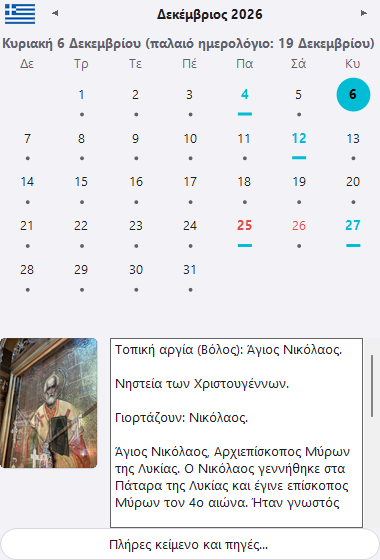 Δεκέμβριος 2026
Κυριακή 6 Δεκεμβρίου (παλαιό ημερολόγιο: 19 Δεκεμβρίου)
Δε Τρ Τε Πέ Πα Σά Κυ
1 2 3 4 5 6
7 8 9 10 11 12 13
14 15 16 17 18 19 20
21 22 23 24 25 26 27
28 29 30 31
Τοπική αργία (Βόλος): Άγιος Νικόλαος.
Νηστεία των Χριστουγέννων.
Γιορτάζουν: Νικόλαος.
Άγιος Νικόλαος, Αρχιεπίσκοπος Μύρων
της Λυκίας. Ο Νικόλαος γεννήθηκε στα
Πάταρα της Λυκίας και έγινε επίσκοπος
Μύρων τον 4ο αιώνα. Ήταν γνωστός
Πλήρες κείμενο και πηγές...